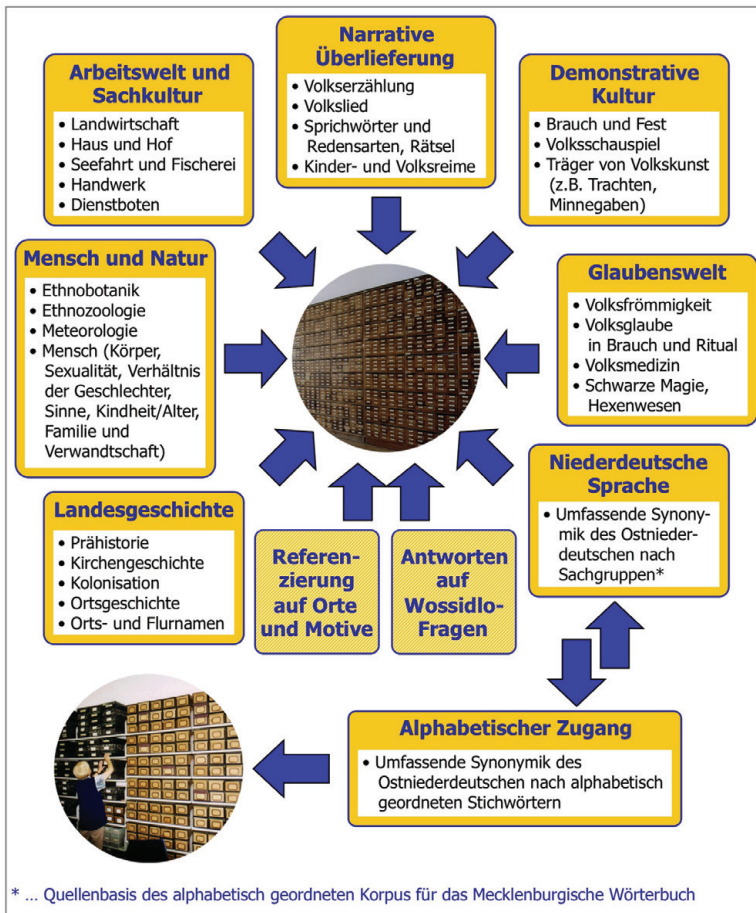 Narrative
Überlieferung
• Volkserzählung
• Volkslied
• Sprichwörter und
Redensarten, Rätsel
• Kinder- und Volksreime
Arbeitswelt und
Sachkultur
• Landwirtschaft
• Haus und Hof
• Seefahrt und Fischerei
• Handwerk
• Dienstboten
Demonstrative
Kultur
• Brauch und Fest
• Volksschauspiel
• Träger von Volkskunst
(z.B. Trachten,
Minnegaben)
Mensch und Natur
• Ethnobotanik
• Ethnozoologie
• Meteorologie
• Mensch (Körper,
Sexualität, Verhältnis
der Geschlechter,
Sinne, Kindheit/Alter,
Familie und
Verwandtschaft)
Glaubenswelt
• Volksfrömmigkeit
• Volksglaube
in Brauch und Ritual
• Volksmedizin
• Schwarze Magie,
Hexenwesen
Landesgeschichte
• Prähistorie
• Kirchengeschichte
• Kolonisation
• Ortsgeschichte
• Orts- und Flurnamen
Referen-
zierung
auf Orte
und Motive
Antworten
auf
Wossidlo-
Fragen
Niederdeutsche
Sprache
• Umfassende Synony-
mik des Ostnieder-
deutschen nach
Sachgruppen*
Alphabetischer Zugang
• Umfassende Synonymik des
Ostniederdeutschen nach alphabetisch
geordneten Stichwörtern
* ... Quellenbasis des alphabetisch geordneten Korpus für das Mecklenburgische Wörterbuch